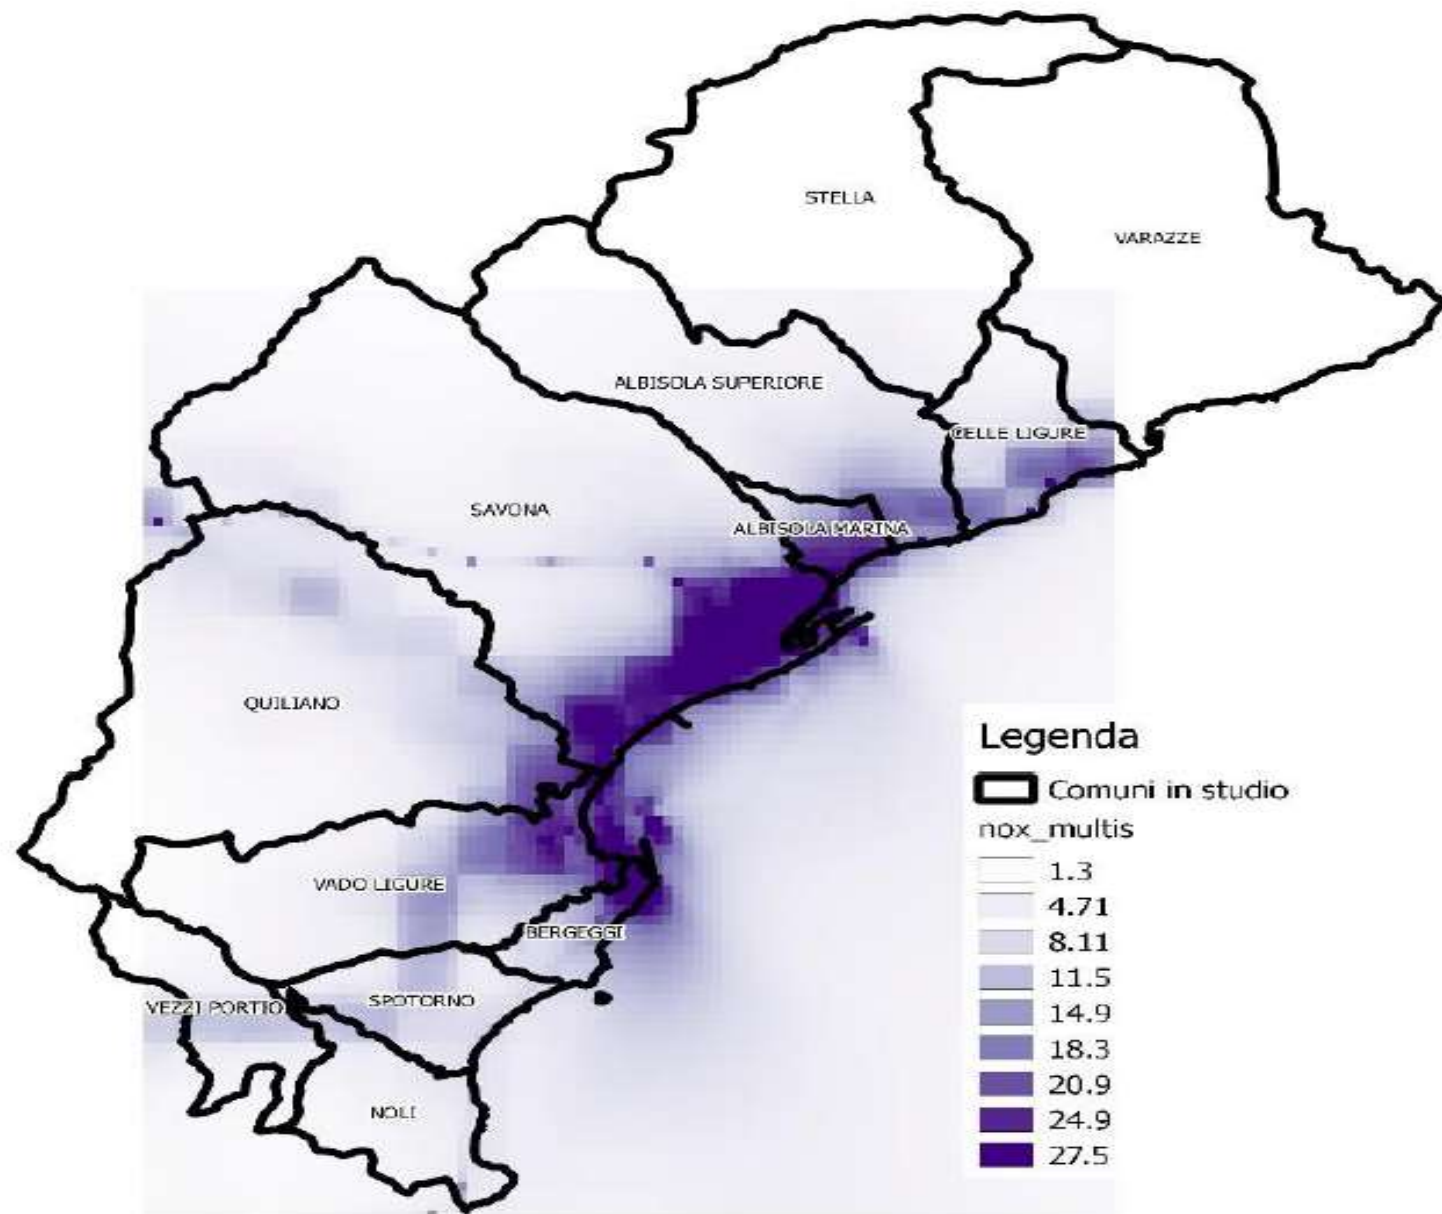 STELLA
VARAZZE
ALBISOLA SUPERIORE
CELLE LIGURE
SAVONA
ALBISOLA MARINA
QUILIANO
VADO LIGURE
BERGEGGI
VEZZI PORTIO
SPOTORNO
NOLI
Legenda
Comuni in studio
nox_multis
1.3
4.71
8.11
11.5
14.9
18.3
20.9
24.9
27.5